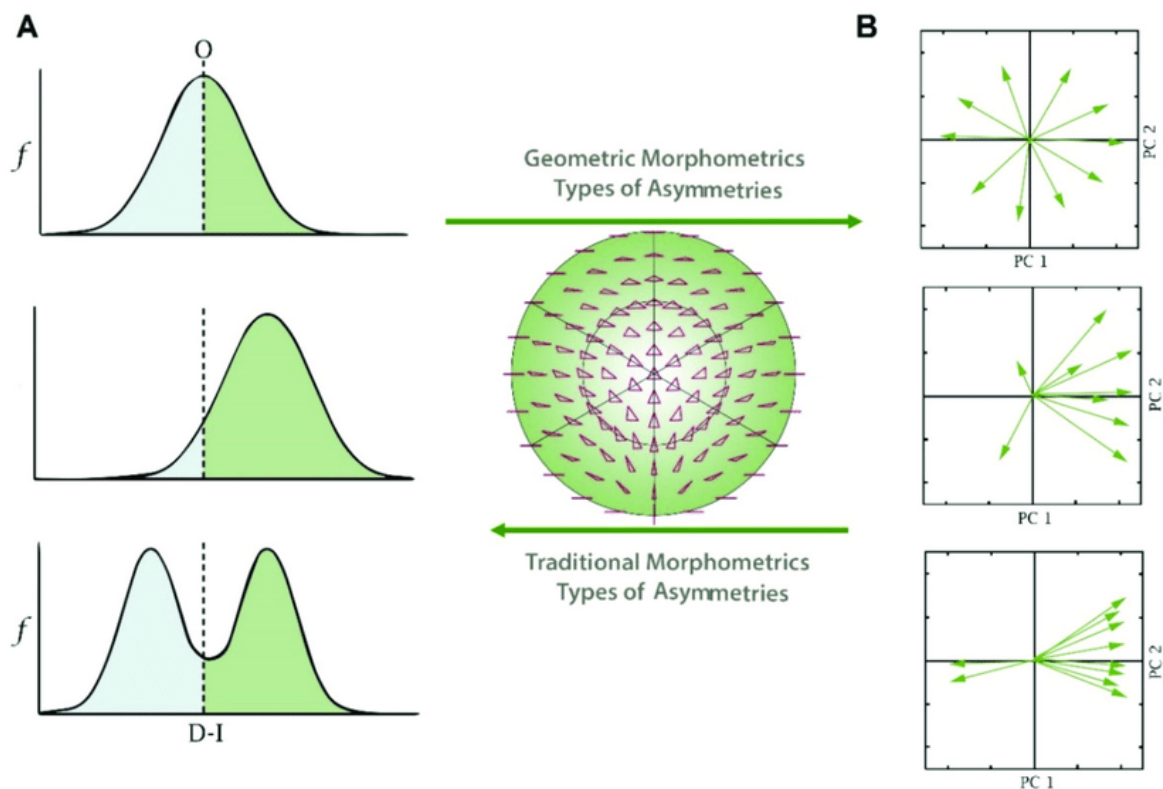 A
O
f
f
D-I
Geometric Morphometrics
Types of Asymmetries
Traditional Morphometrics
Types of Asymmetries
B
PC 2
PC 1
PC 2
PC 1
PC 2
PC 1